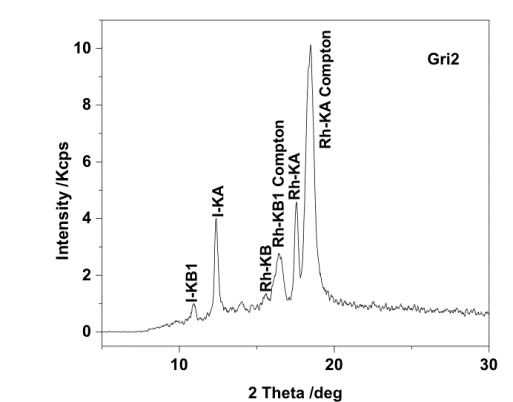 Gri2
Intensity /Kcps
10
8
6
4
2
0
I-KB1
I-KA
Rh-KB
Rh-KB1 Compton
Rh-KA
Rh-KA Compton
10
20
30
2 Theta /deg